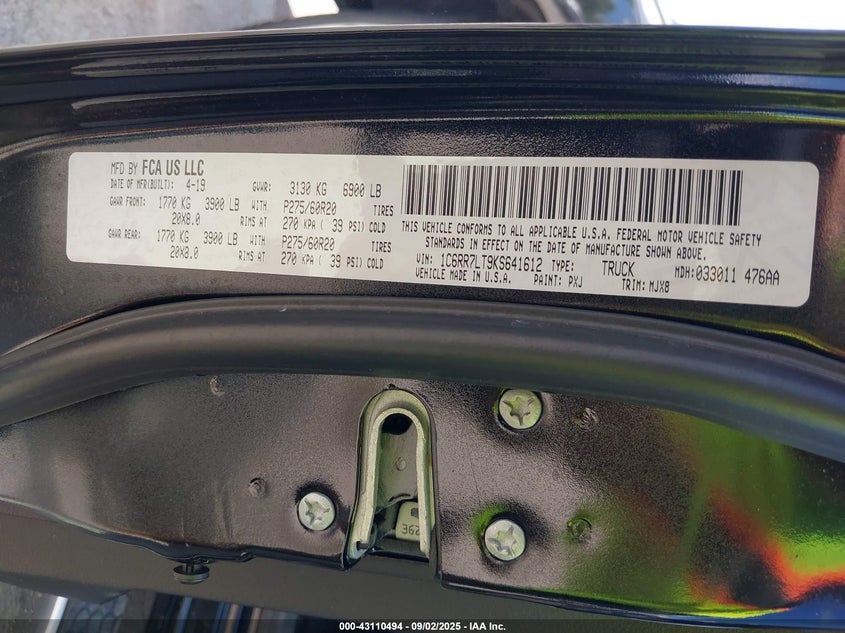 MFD BY FCA US LLC
DATE OF MFR(BUILT): 4-19 GVWR: 3130 KG 6900 LB
GAWR FRONT: 1770 KG 3900 LB WITH P275/60R20 TIRES
20X8.0 RIMS AT 270 KPA ( 39 PSI) COLD
GAWR REAR: 1770 KG 3900 LB WITH P275/60R20 TIRES
20X8.0 RIMS AT 270 KPA ( 39 PSI) COLD
THIS VEHICLE CONFORMS TO ALL APPLICABLE U.S.A. FEDERAL MOTOR VEHICLE SAFETY
STANDARDS IN EFFECT ON THE DATE OF MANUFACTURE SHOWN ABOVE.
VIN: 1C6RR7LT9KS641612 TYPE: TRUCK MDH:033011 476AA
VEHICLE MADE IN U.S.A. PAINT: PXJ TRIM: MJX8
362
000-43110494 - 09/02/2025 - IAA Inc.